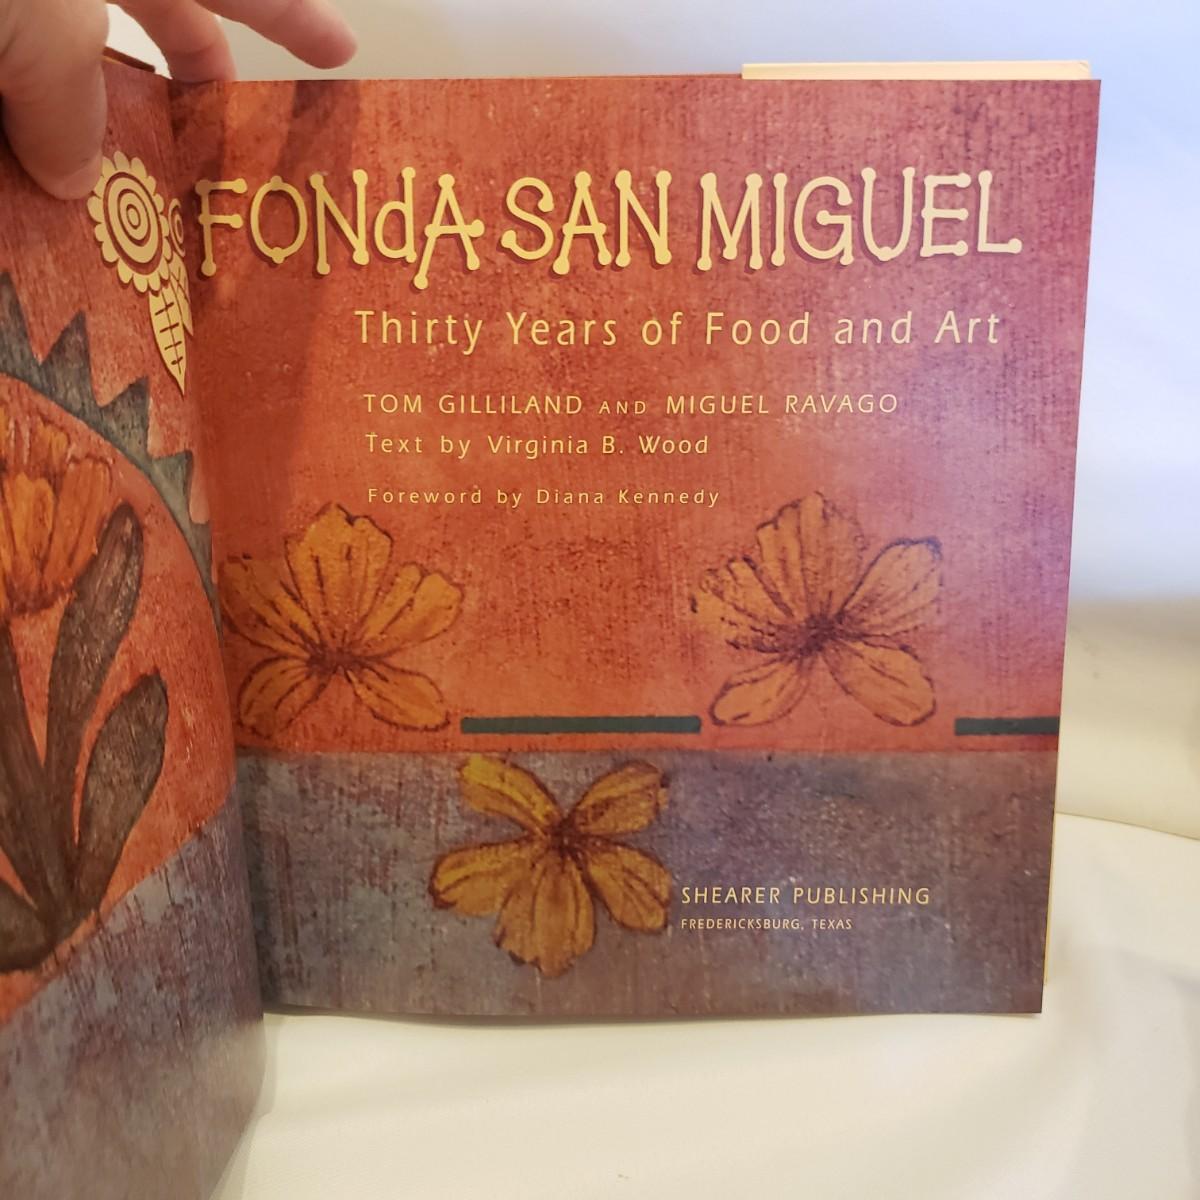 FONdA SAN MIGUEL
Thirty Years of Food and Art
TOM GILLILAND AND MIGUEL RAVAGO
Text by Virginia B. Wood
Foreword by Diana Kennedy
SHEARER PUBLISHING
FREDERICKSBURG, TEXAS